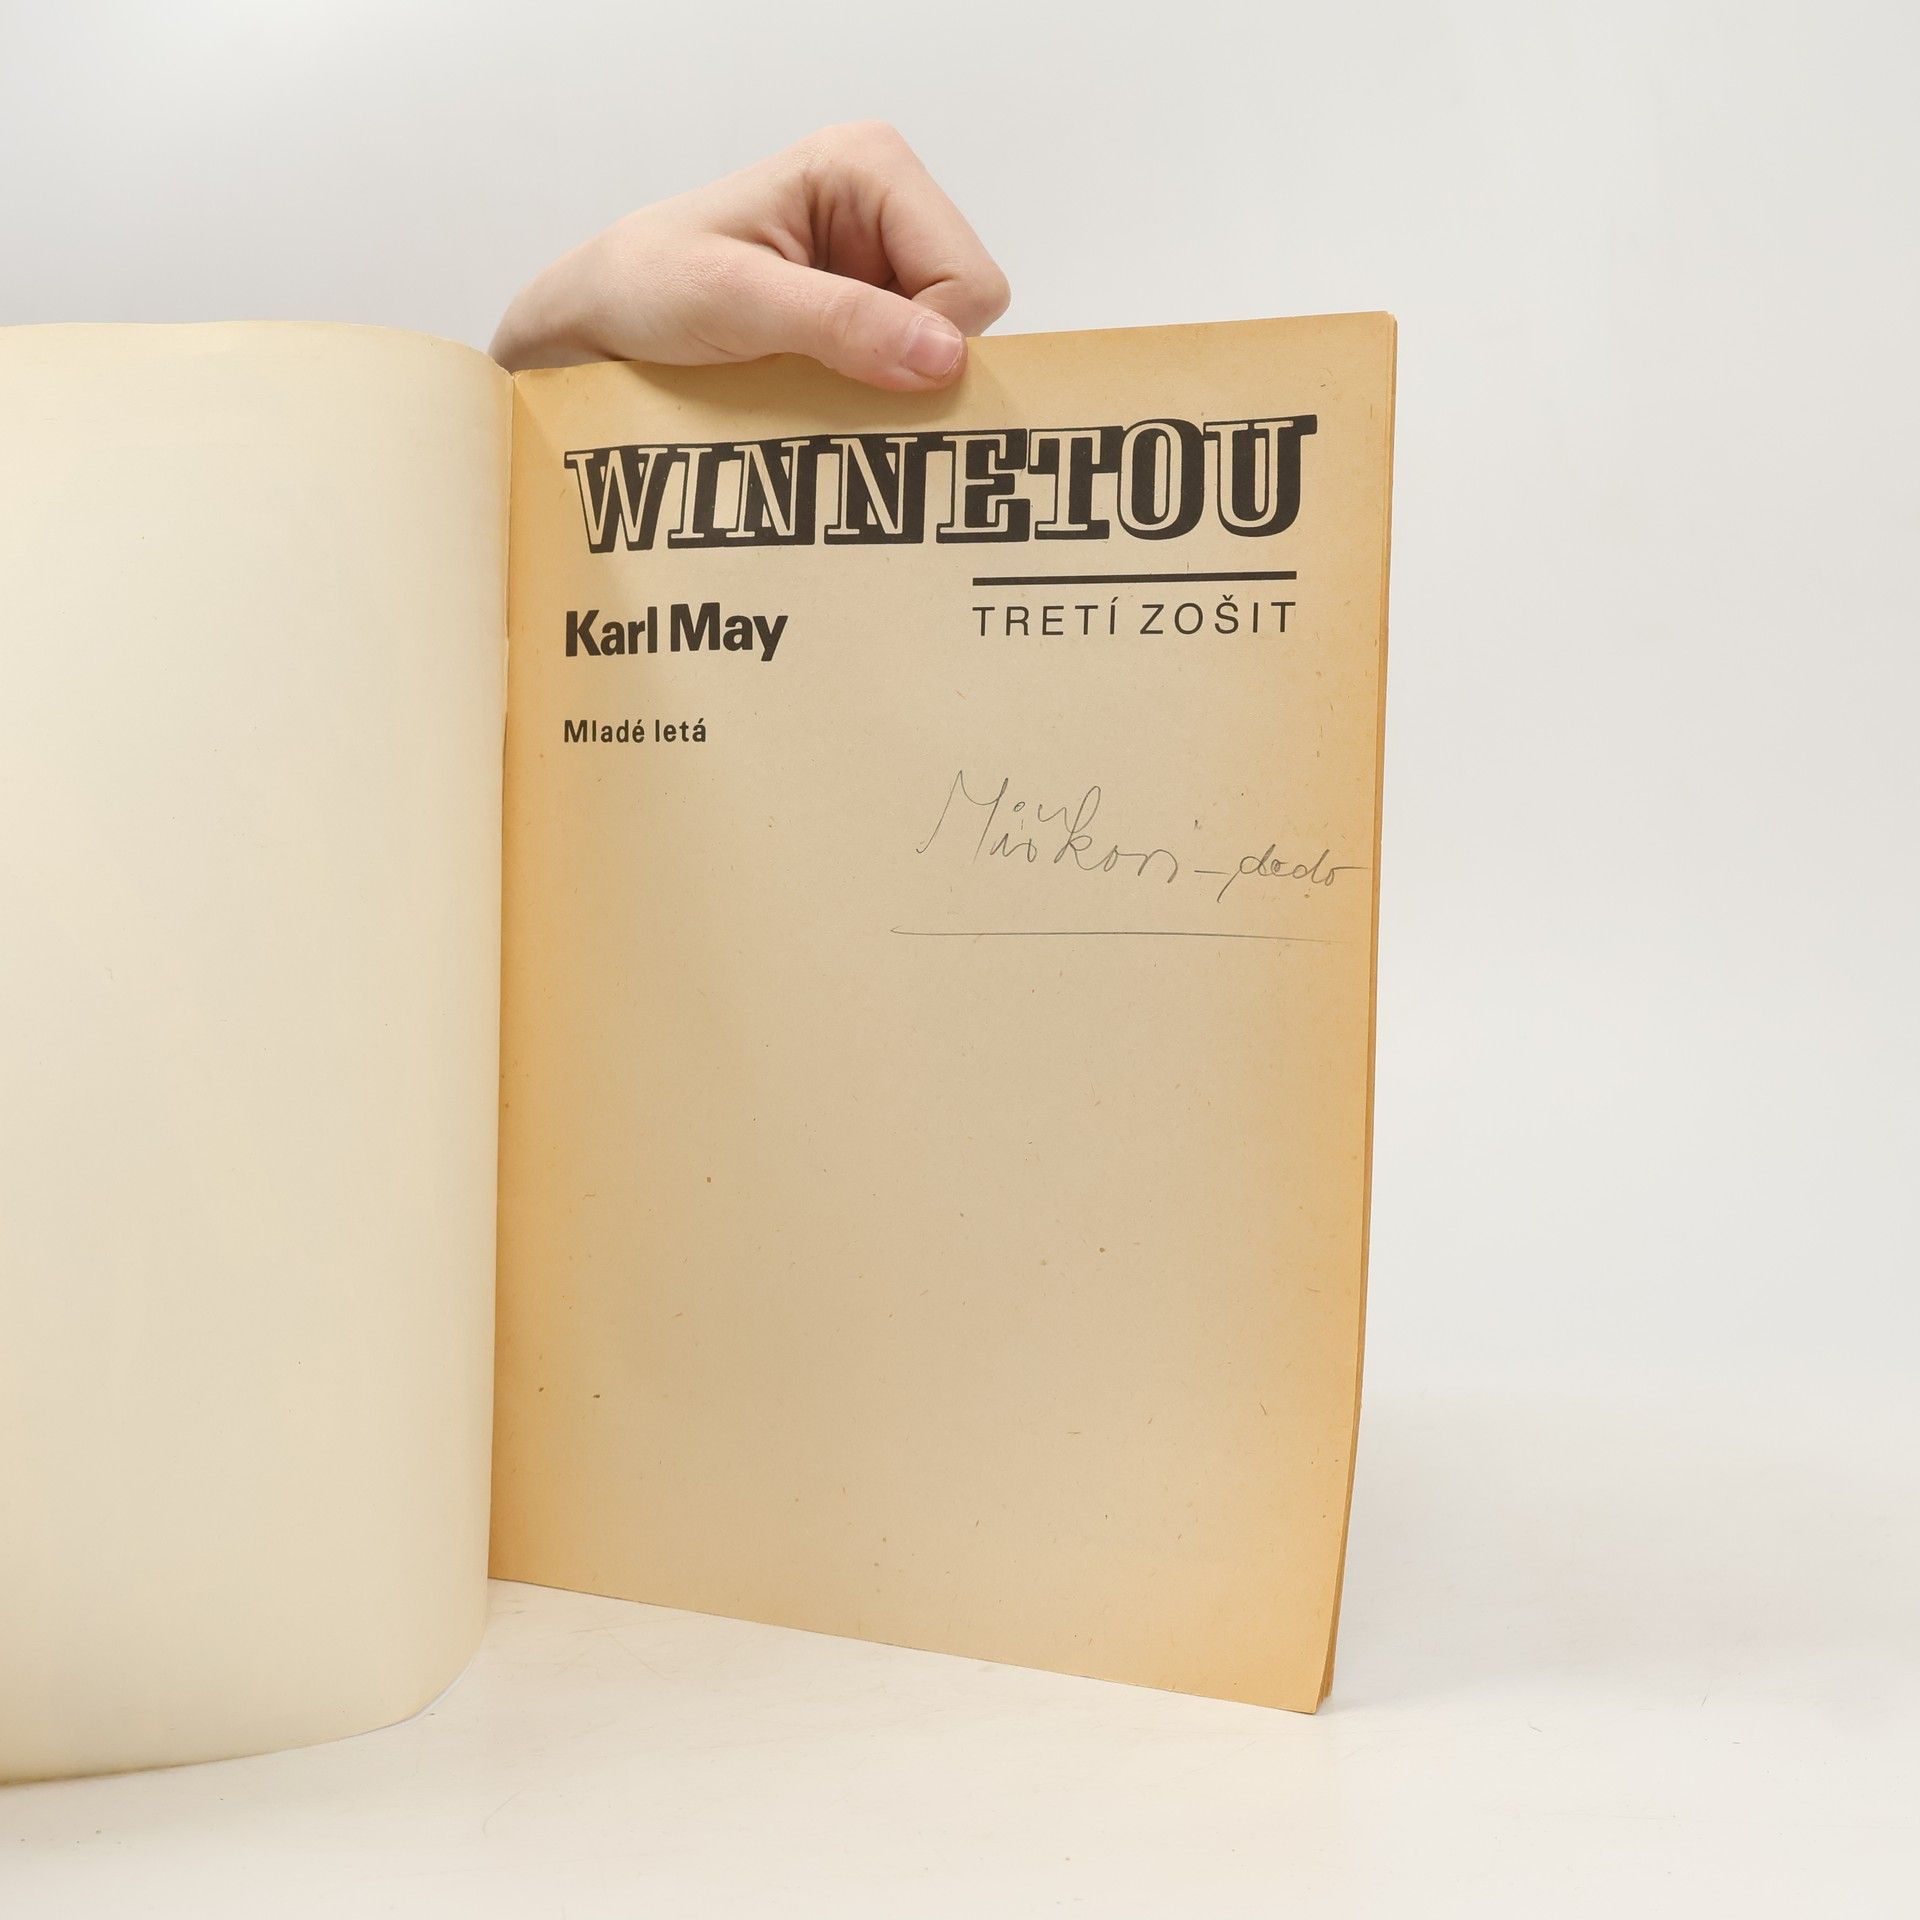 WINNETOU
Karl May
TRETÍ ZOŠIT
Mladé letá
Miškovi – dedo